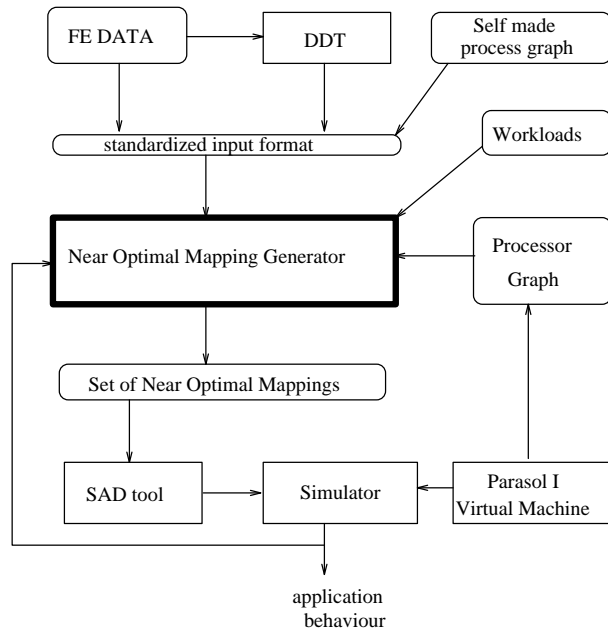 FE DATA
DDT
Self made
process graph
standardized input format
Workloads
Near Optimal Mapping Generator
Processor
Graph
Set of Near Optimal Mappings
SAD tool
Simulator
Parasol I
Virtual Machine
application
behaviour